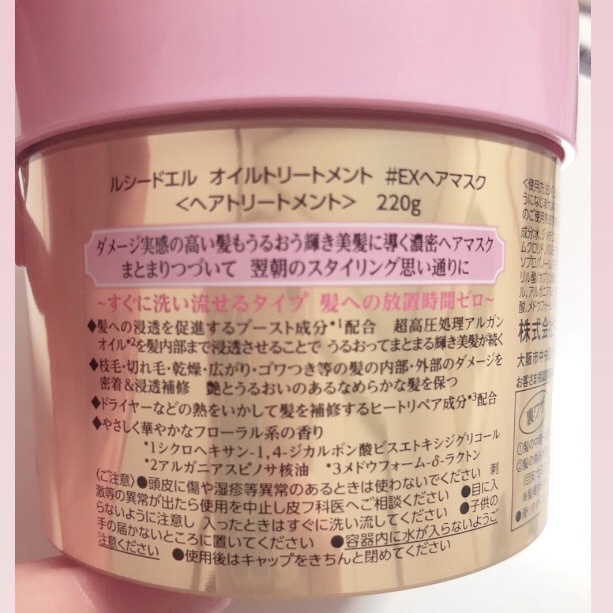 ルシードエル オイルトリートメント #EXヘアマスク
<ヘアトリートメント> 220g
ダメージ実感の高い髪もうるおう輝き美髪に導く濃密ヘアマスク
まとまりつづいて 翌朝のスタイリング思い通りに
~すぐに洗い流せるタイプ 髪への放置時間ゼロ~
◆髪への浸透を促進するブースト成分*1配合 超高圧処理アルガン
オイル*2を髪内部まで浸透させることで うるおってまとまる輝き美髪が続く
◆枝毛・切れ毛・乾燥・広がり・ゴワつき等の髪の内部・外部のダメージを
密着&浸透補修 艶とうるおいのあるなめらかな髪を保つ
◆ドライヤーなどの熱をいかして髪を補修するヒートリペア成分*3配合
◆やさしく華やかなフローラル系の香り
*1シクロヘキサン-1,4-ジカルボン酸ビスエトキシジグリコール
*2アルガニアスピノサ核油 *3メドウフォーム-δ-ラクトン
<ご注意>●頭皮に傷や湿疹等異常のあるときは使わないでください 刺
激等の異常が出たら使用を中止し皮フ科医へご相談ください ●目に入
らないように注意し 入ったときはすぐに洗い流してください ●子供の
手の届かないところに置いてください ●容器内に水が入らないようご
注意ください ●使用後はキャップをきちんと閉めてください
<使用方法>
株式会
大阪市中央
お客さま相
裏ワザ